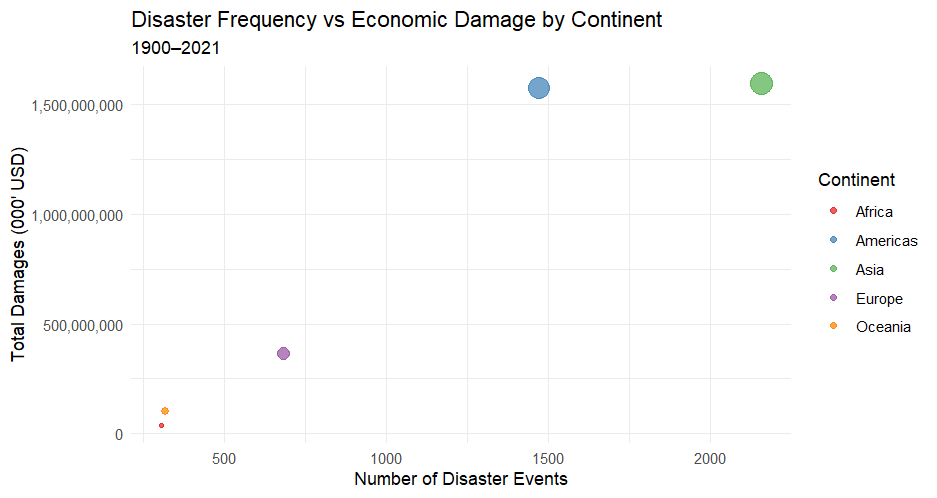 Disaster Frequency vs Economic Damage by Continent
1900–2021
Total Damages (000' USD)
1,500,000,000
1,000,000,000
500,000,000
0
500
1000
1500
2000
Number of Disaster Events
Continent
Africa
Americas
Asia
Europe
Oceania